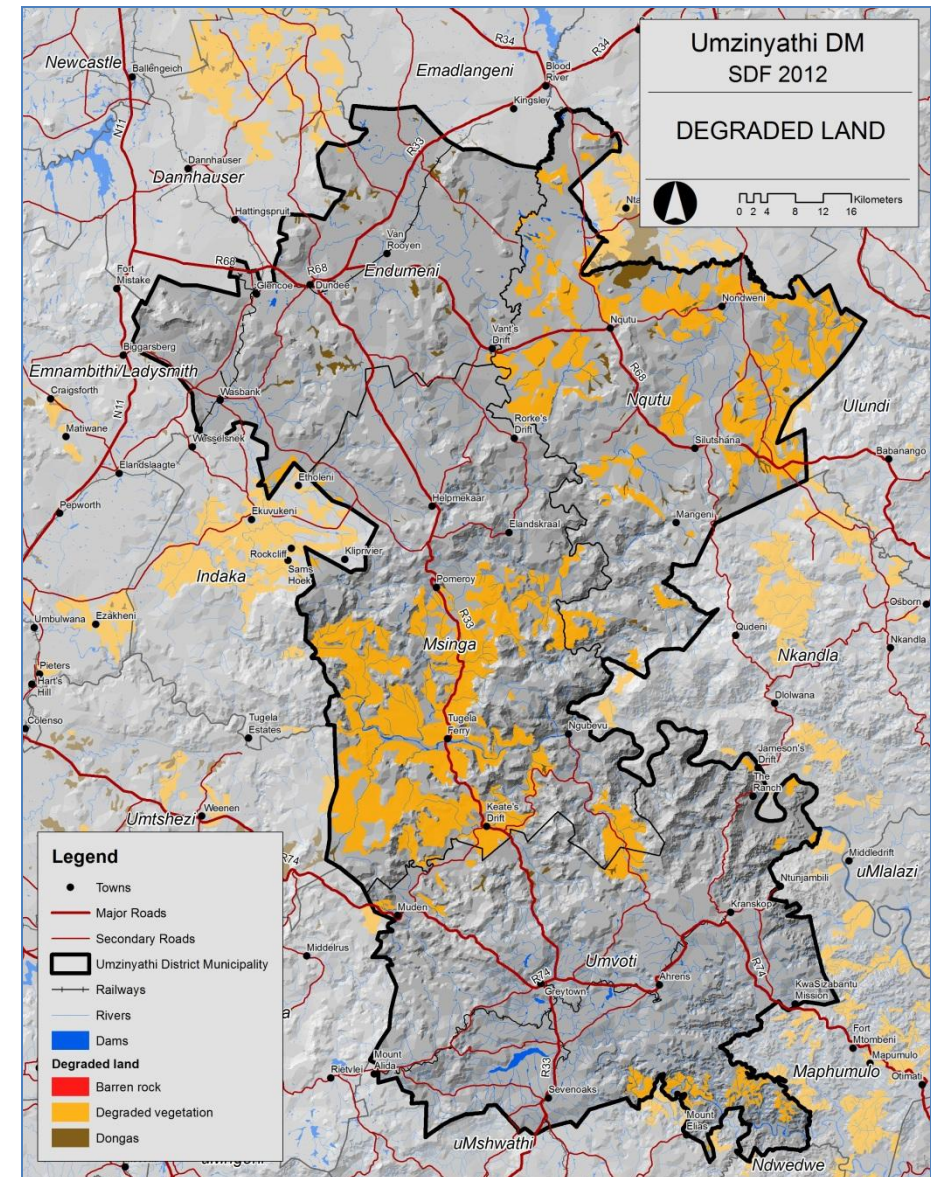 Umzinyathi DM
SDF 2012
DEGRADED LAND
Kilometers
0 2 4 8 12 16
Newcastle
Ballengeich
Emadlangeni
R34
R34
Blood
River
Kingsley
N11
R33
Dannhauser
Dannhauser
Hattingspruit
Van
Rooyen
Endumeni
R68
R68
Fort
Mistake
Glencoe
Dundee
Nondweni
Nqutu
Vant's
Drift
Biggarsberg
Emnambithi/Ladysmith
Craigsforth
N11
Wasbank
R68
Nqutu
Ulundi
Matiwane
Wesselsnek
Rorke's
Drift
Silutshana
Babanango
Elandslaagte
Etholeni
Pepworth
Ekuvukeni
Helpmekaar
Elandskraal
Mangeni
Rockcliff
Kliprivier
Sams
Hoek
Indaka
Pomeroy
R33
Osborn
Umbulwana
Ezakheni
Msinga
Qudeni
Nkandla
Nkandla
Pieters
Hart's
Hill
Dlolwana
Colenso
Tugela
Estates
Tugela
Ferry
Ngubevu
Jameson's
Drift
The
Ranch
Weenen
Umtshezi
Keate's
Drift
R74
Middledrift
uMlalazi
Ntunjambili
Muden
Kranskop
Middelrus
Umvoti
R74
R74
Ahrens
Greytown
KwaSizabantu
Mission
Fort
Mtombeni
Mapumulo
Maphumulo
Otimati
Mount
Alida
Rietvlei
R33
Sevenoaks
Mount
Elias
uMshwathi
Ndwedwe
Legend
Towns
Major Roads
Secondary Roads
Umzinyathi District Municipality
Railways
Rivers
Dams
Degraded land
Barren rock
Degraded vegetation
Dongas